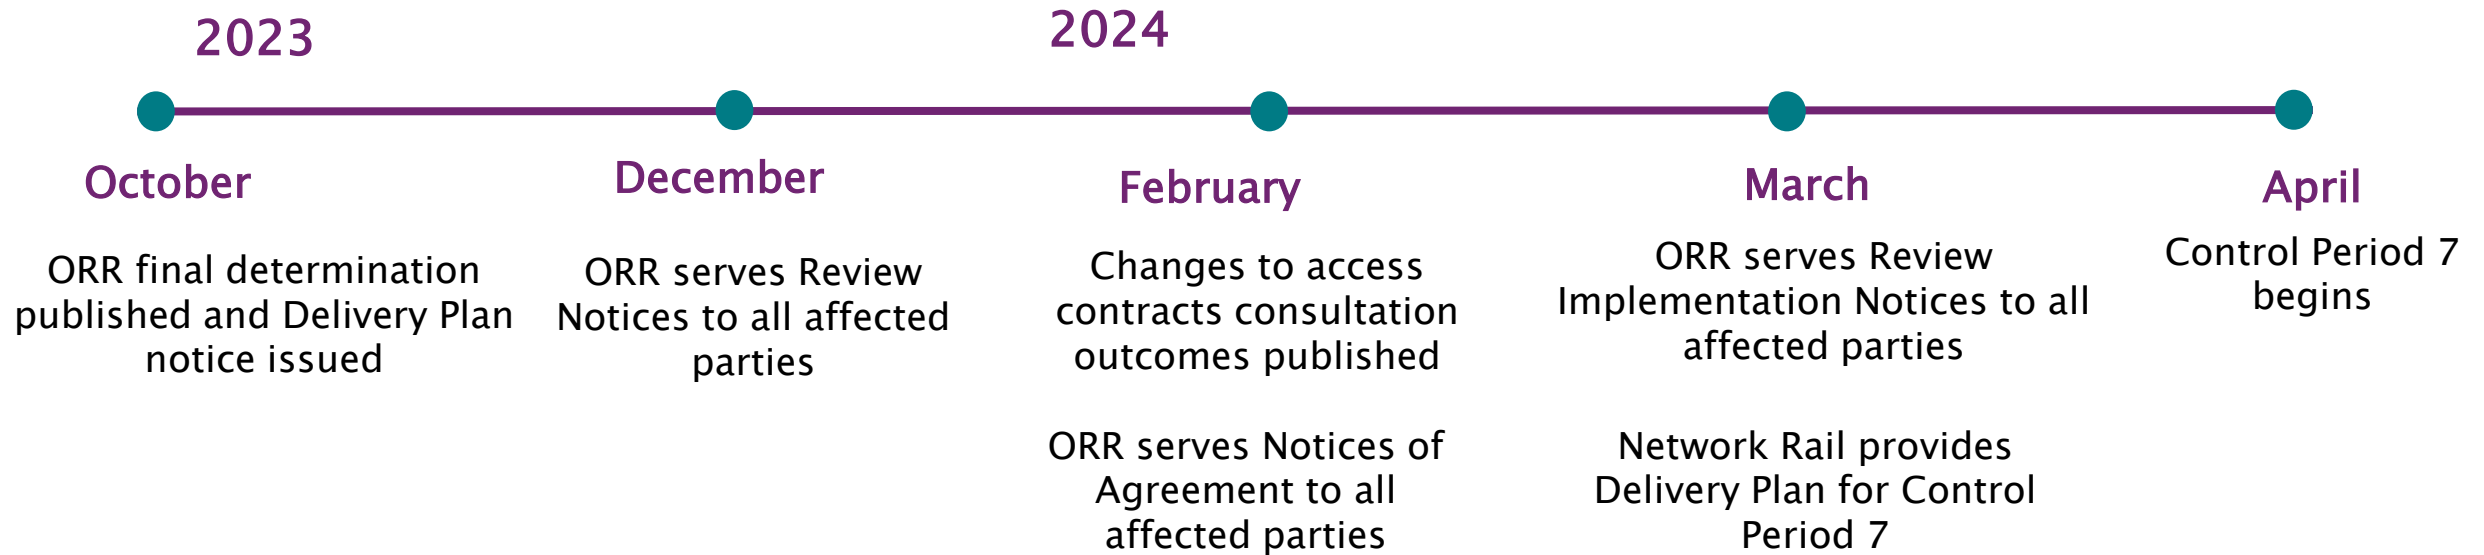 2023
2024
October
ORR final determination
published and Delivery Plan
notice issued
December
ORR serves Review
Notices to all affected
parties
February
Changes to access
contracts consultation
outcomes published
ORR serves Notices of
Agreement to all
affected parties
March
ORR serves Review
Implementation Notices to all
affected parties
Network Rail provides
Delivery Plan for Control
Period 7
April
Control Period 7
begins